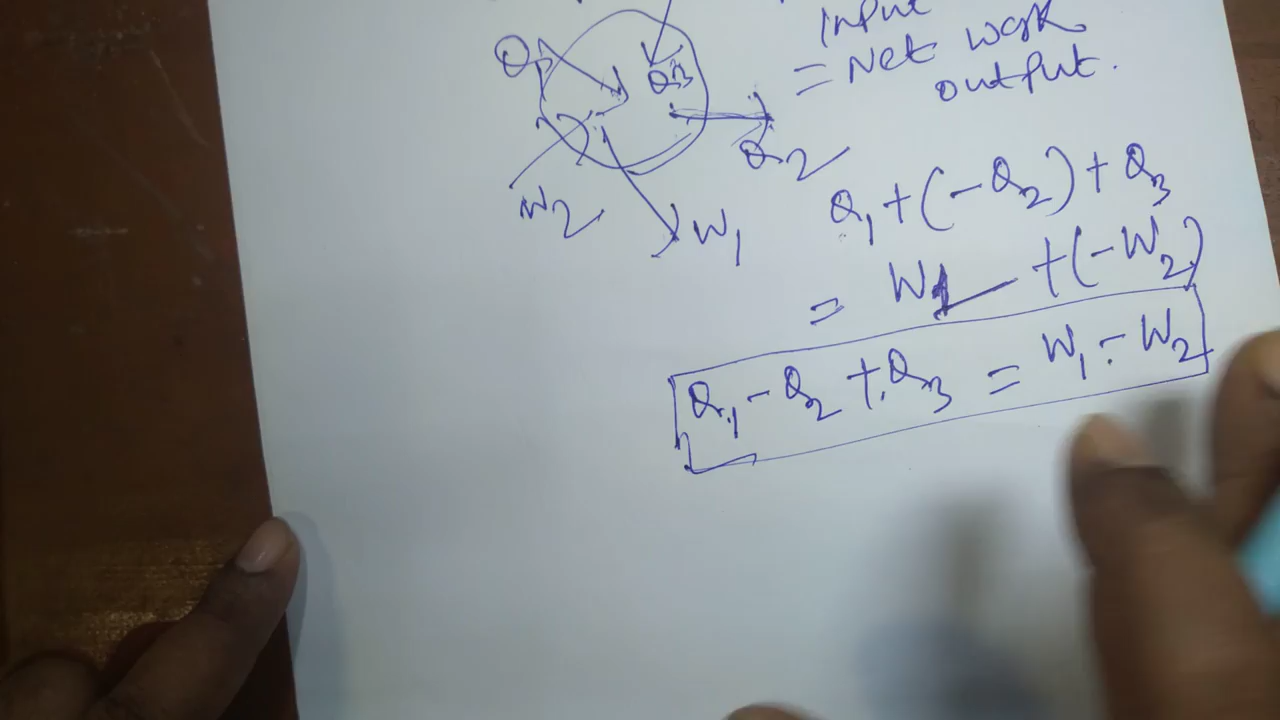 input
= Net work
output.
Q1
Q3
Q2
W2
W1
Q1 + (-Q2) + Q3
= W1 + (-W2)
Q1 - Q2 + Q3 = W1 - W2